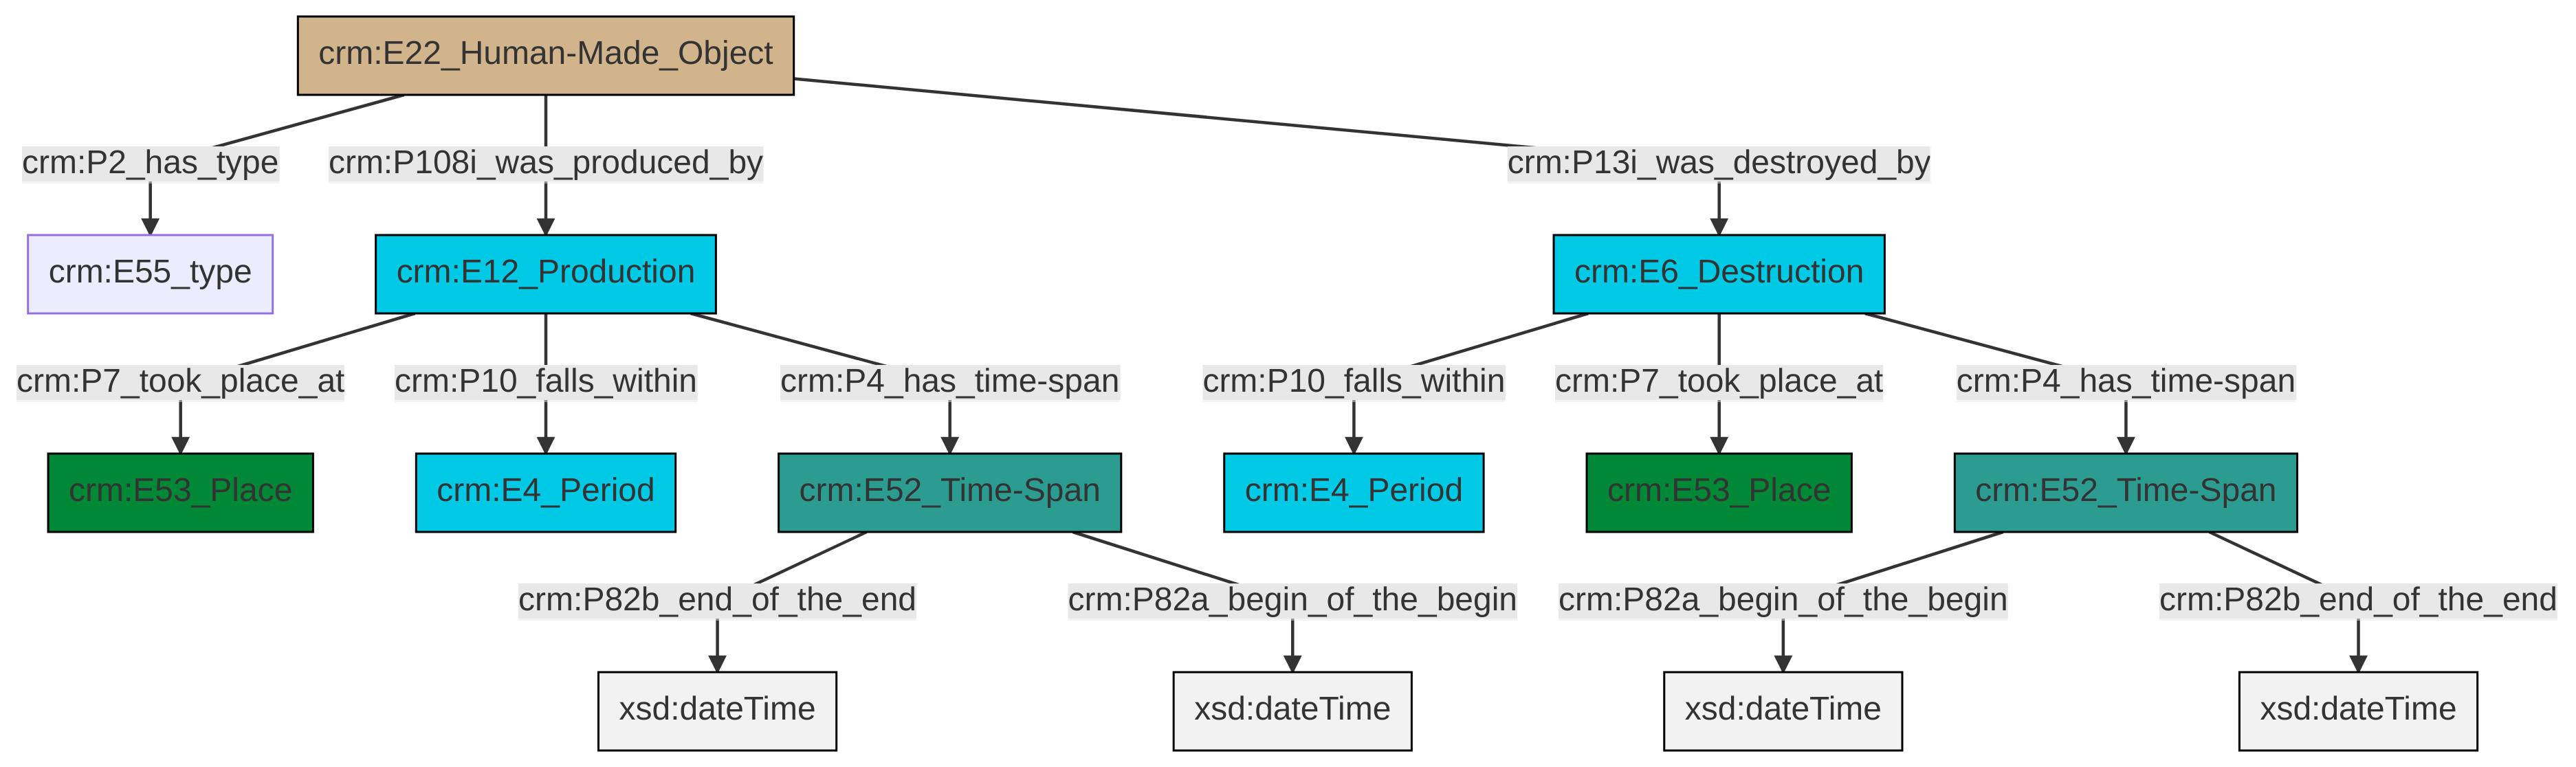 crm:E22_Human-Made_Object
crm:P2_has_type
crm:P108i_was_produced_by
crm:P13i_was_destroyed_by
crm:E55_type
crm:E12_Production
crm:E6_Destruction
crm:P7_took_place_at
crm:P10_falls_within
crm:P4_has_time-span
crm:P10_falls_within
crm:P7_took_place_at
crm:P4_has_time-span
crm:E53_Place
crm:E4_Period
crm:E52_Time-Span
crm:E4_Period
crm:E53_Place
crm:E52_Time-Span
crm:P82b_end_of_the_end
crm:P82a_begin_of_the_begin
crm:P82a_begin_of_the_begin
crm:P82b_end_of_the_end
xsd:dateTime
xsd:dateTime
xsd:dateTime
xsd:dateTime